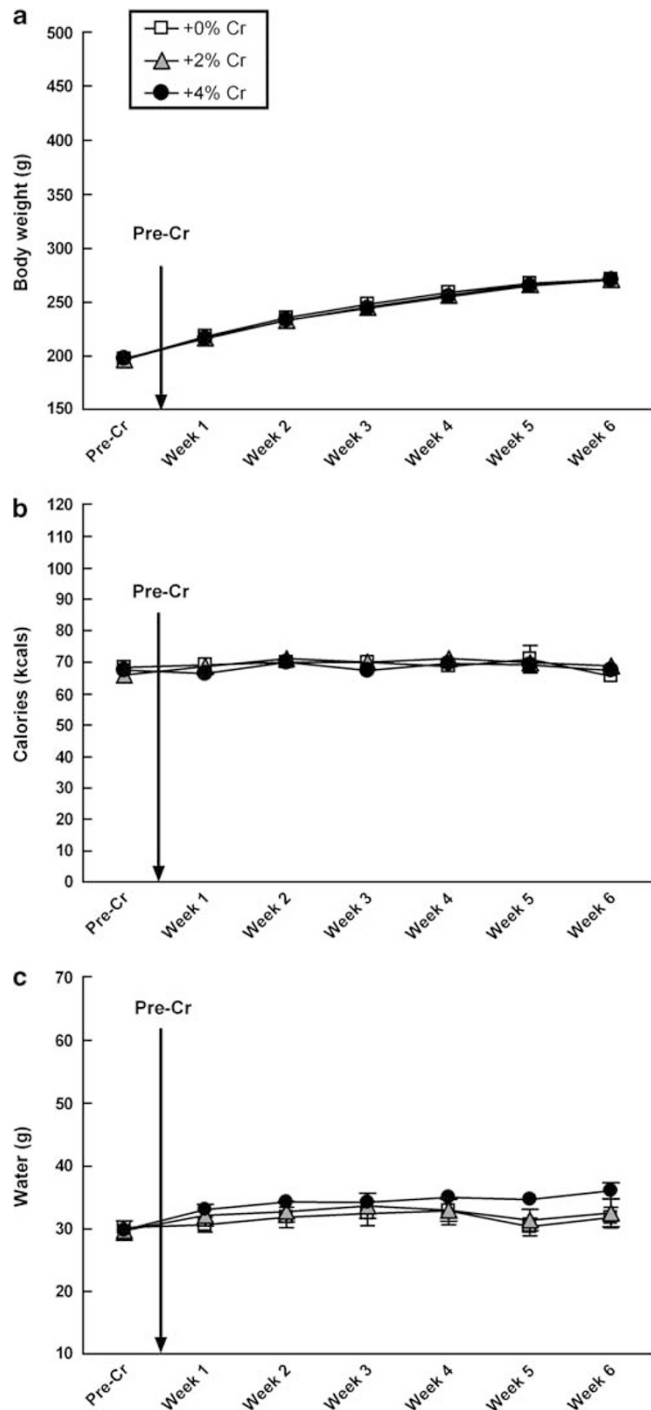 a
+0% Cr
+2% Cr
+4% Cr
500
450
400
350
300
250
200
150
Body weight (g)
Pre-Cr
Pre-Cr
Week 1
Week 2
Week 3
Week 4
Week 5
Week 6
b
120
110
100
90
80
70
60
50
40
30
20
10
0
Calories (kcals)
Pre-Cr
Pre-Cr
Week 1
Week 2
Week 3
Week 4
Week 5
Week 6
c
70
60
50
40
30
20
10
Water (g)
Pre-Cr
Pre-Cr
Week 1
Week 2
Week 3
Week 4
Week 5
Week 6